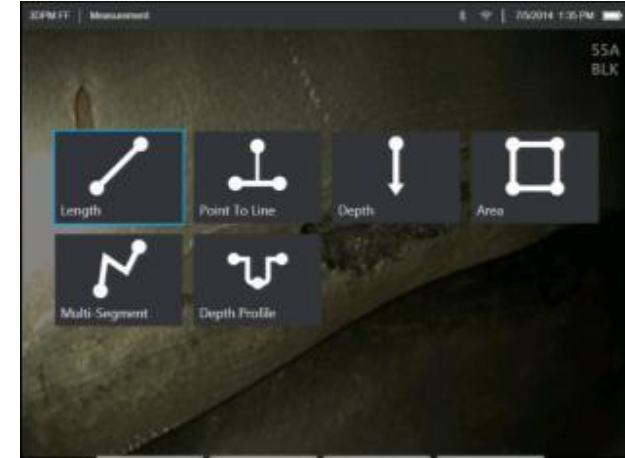 3DPM FF | Measurement
7/5/2014 1:35 PM
55A
BLK
Length
Point To Line
Depth
Area
Multi-Segment
Depth Profile